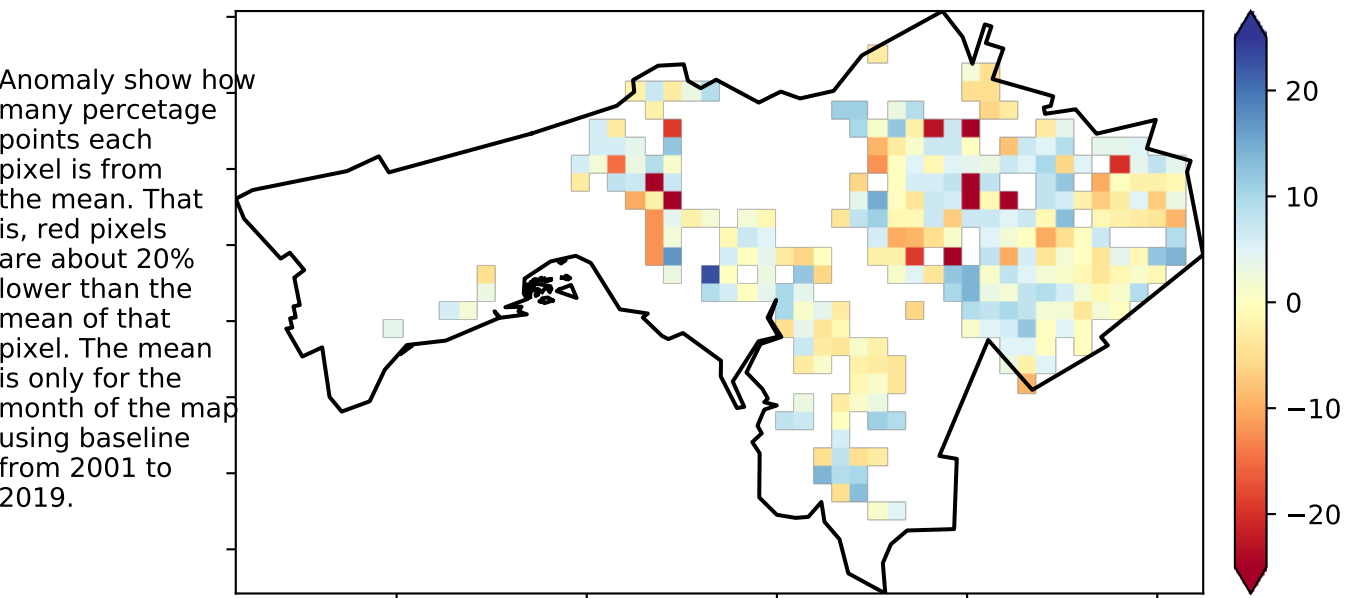 Anomaly show how
many percetage
points each
pixel is from
the mean. That
is, red pixels
are about 20%
lower than the
mean of that
pixel. The mean
is only for the
month of the map
using baseline
from 2001 to
2019.
20
10
0
−10
−20